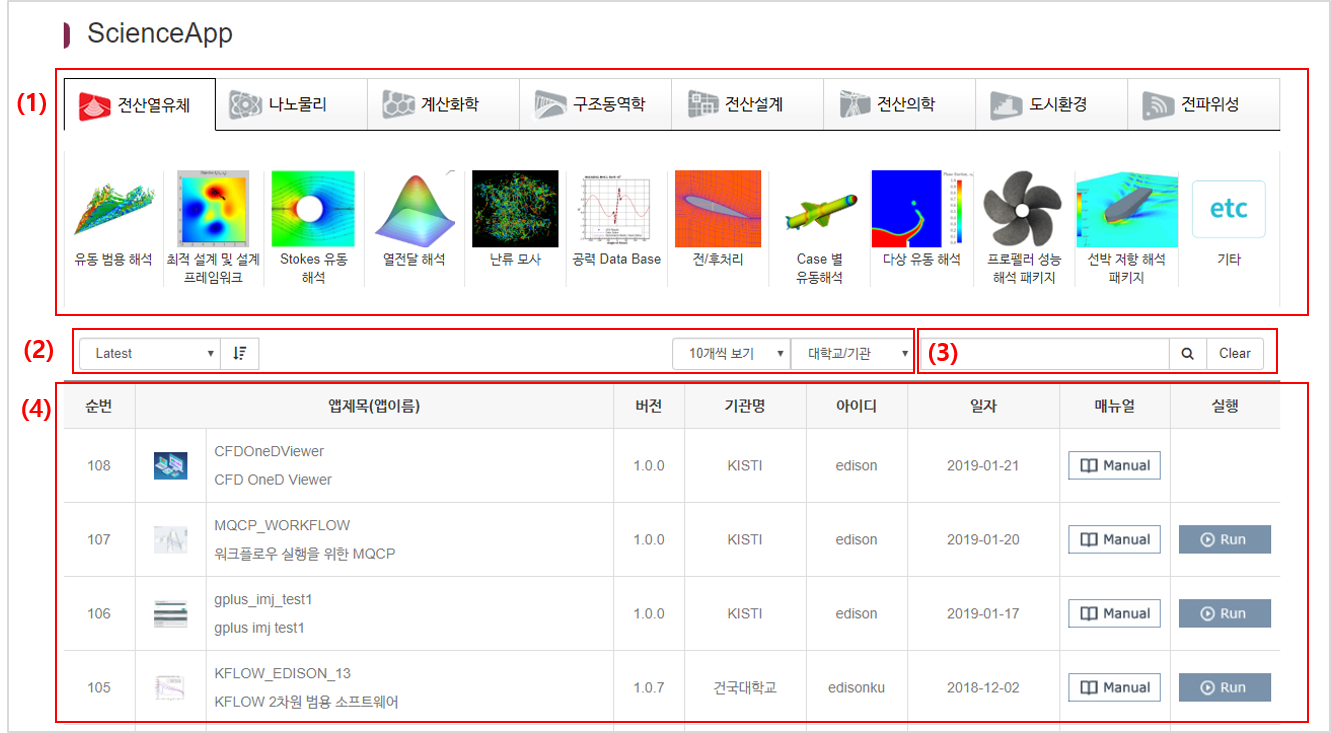 ScienceApp
(1)
전산열유체 나노물리 계산화학 구조동역학 전산설계 전산의학 도시환경 전파위성
etc
유동 범용 해석
최적 설계 및 설계
프레임워크
Stokes 유동
해석
열전달 해석
난류 모사
공력 Data Base
전/후처리
Case 별
유동해석
다상 유동 해석
프로펠러 성능
해석 패키지
선박 저항 해석
패키지
기타
(2)
Latest
10개씩 보기
대학교/기관
(3)
Clear
(4)
순번 앱제목(앱이름) 버전 기관명 아이디 일자 매뉴얼 실행
108
CFDOneDViewer
CFD OneD Viewer
1.0.0 KISTI edison 2019-01-21 Manual
107
MQCP_WORKFLOW
워크플로우 실행을 위한 MQCP
1.0.0 KISTI edison 2019-01-20 Manual Run
106
gplus_imj_test1
gplus imj test1
1.0.0 KISTI edison 2019-01-17 Manual Run
105
KFLOW_EDISON_13
KFLOW 2차원 범용 소프트웨어
1.0.7 건국대학교 edisonku 2018-12-02 Manual Run